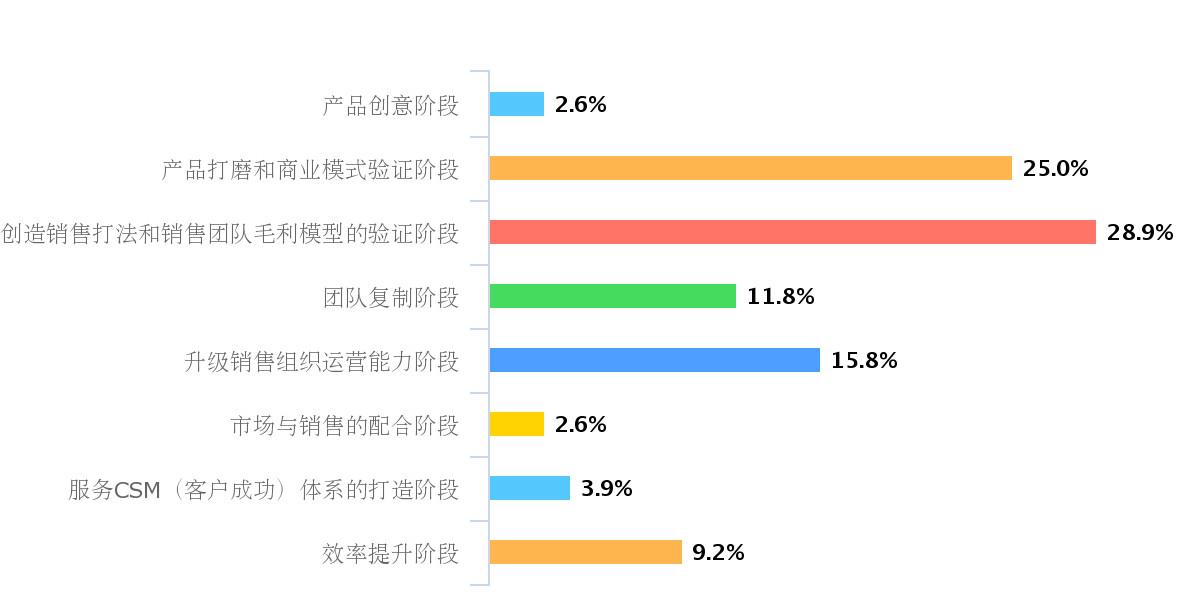 产品创意阶段 2.6%
产品打磨和商业模式验证阶段 25.0%
创造销售打法和销售团队毛利模型的验证阶段 28.9%
团队复制阶段 11.8%
升级销售组织运营能力阶段 15.8%
市场与销售的配合阶段 2.6%
服务CSM（客户成功）体系的打造阶段 3.9%
效率提升阶段 9.2%